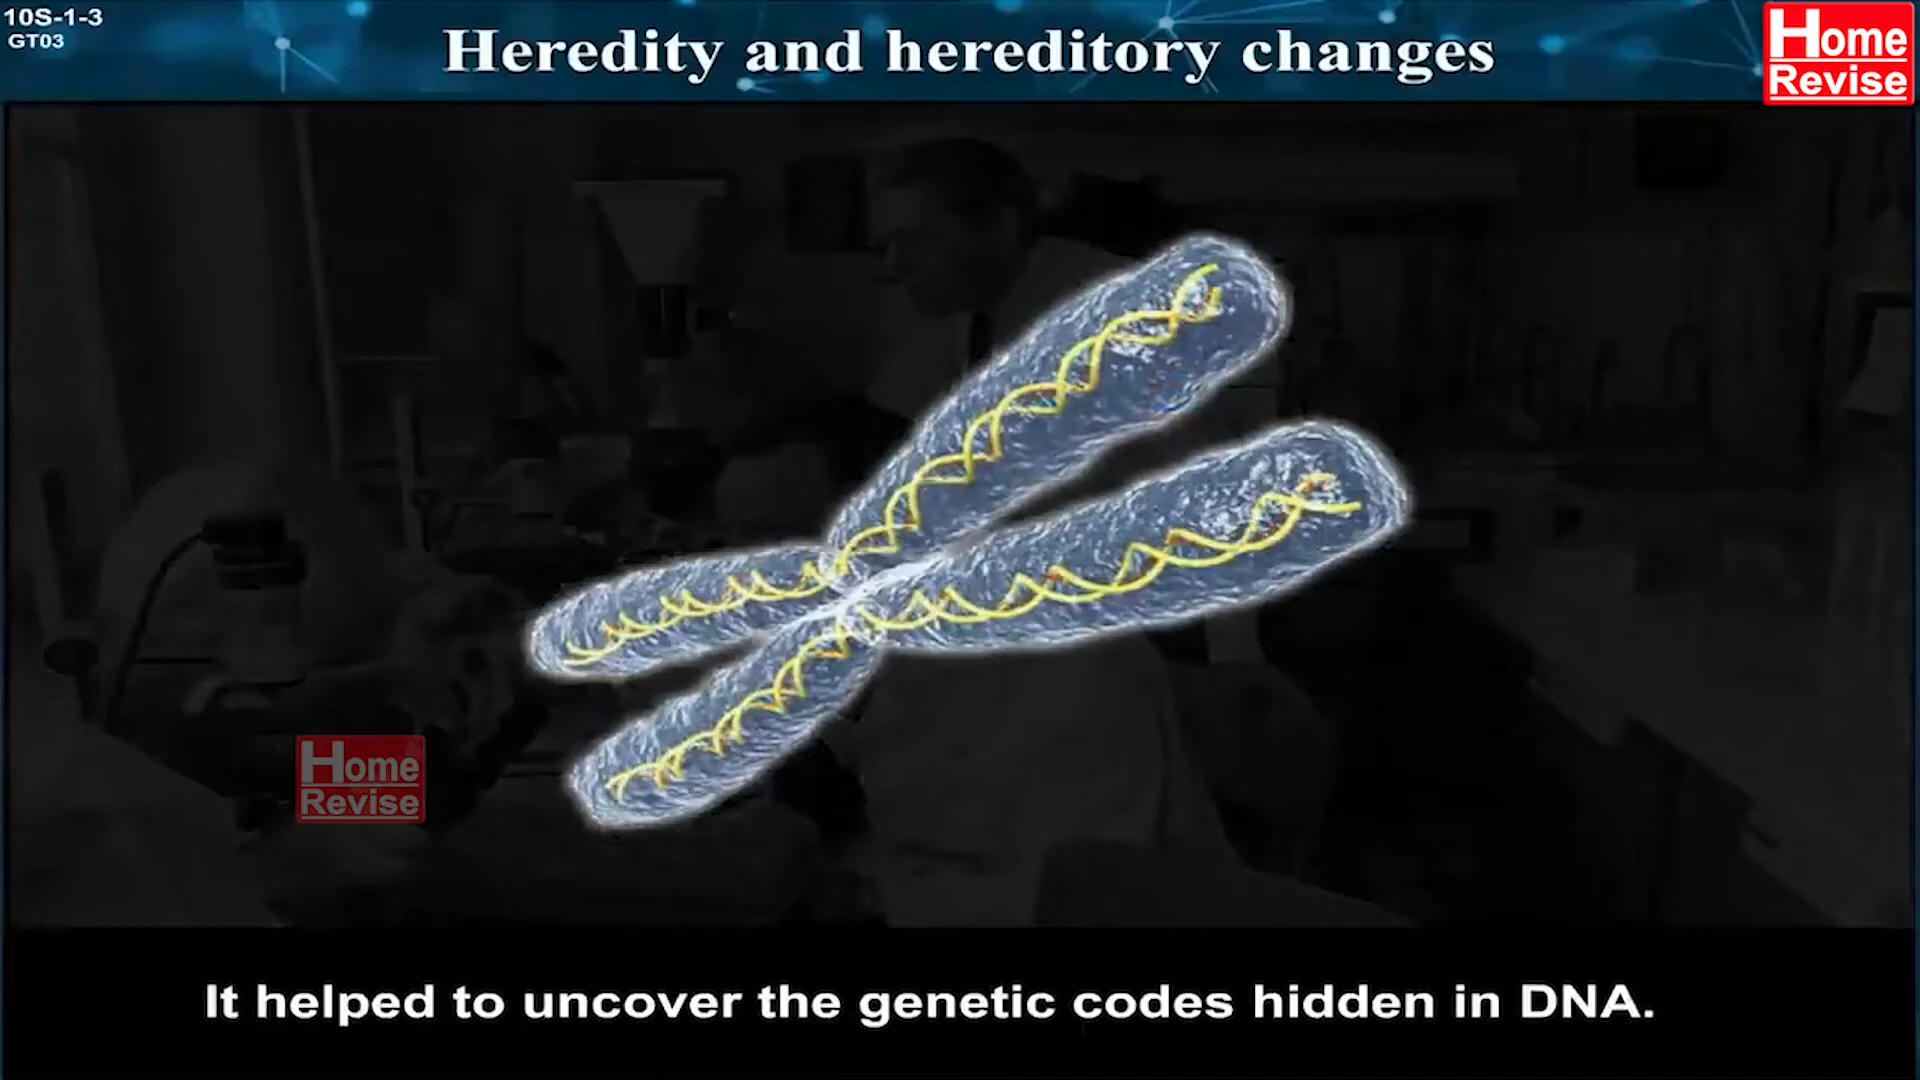 10S-1-3
GT03
Heredity and hereditory changes
Home
Revise
Home
Revise
It helped to uncover the genetic codes hidden in DNA.